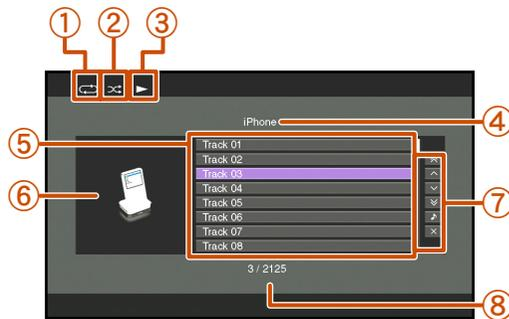 ① ② ③
iPhone ④
⑤ Track 01
Track 02
Track 03
⑥ Track 04
Track 05 ⑦
Track 06
Track 07
Track 08
3 / 2125
⑧